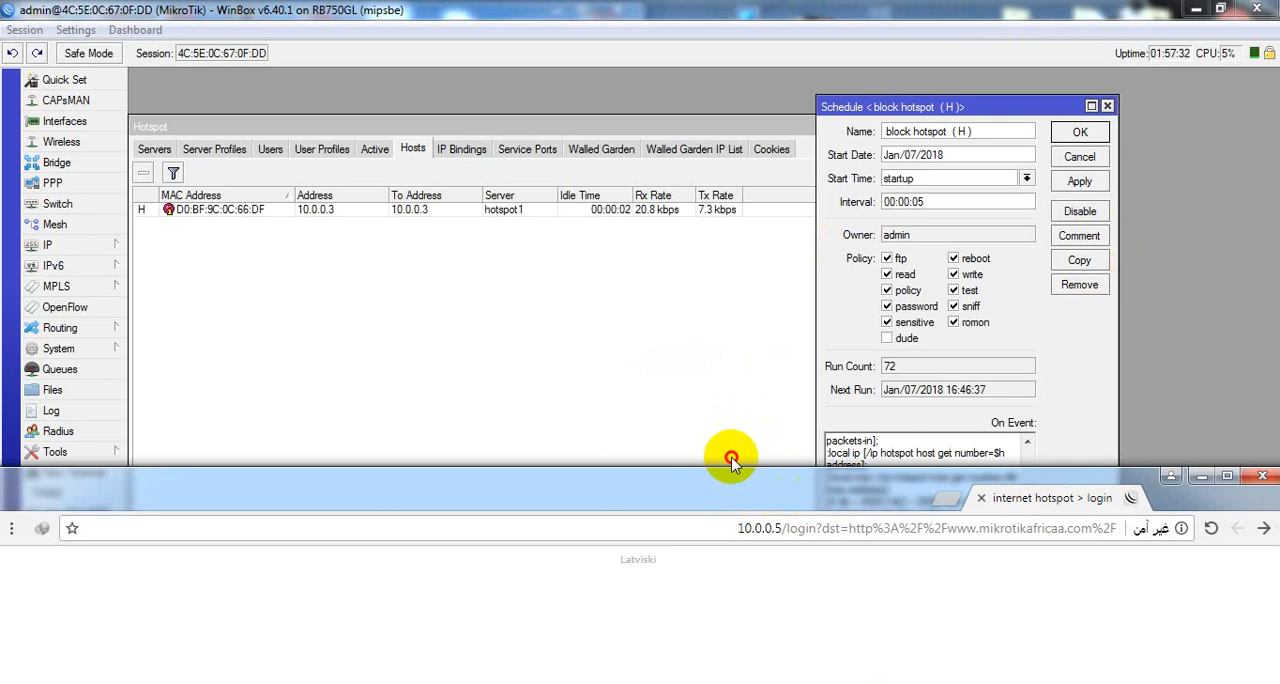 admin@4C:5E:0C:67:0F:DD (MikroTik) - WinBox v6.40.1 on RB750GL (mipsbe)
Session Settings Dashboard
Safe Mode Session: 4C:5E:0C:67:0F:DD Uptime: 01:57:32 CPU: 5%
Quick Set
CAPsMAN
Interfaces
Wireless
Bridge
PPP
Switch
Mesh
IP
IPv6
MPLS
OpenFlow
Routing
System
Queues
Files
Log
Radius
Tools
Hotspot
Servers Server Profiles Users User Profiles Active Hosts IP Bindings Service Ports Walled Garden Walled Garden IP List Cookies
MAC Address Address To Address Server Idle Time Rx Rate Tx Rate
H D0:BF:9C:0C:66:DF 10.0.0.3 10.0.0.3 hotspot1 00:00:02 20.8 kbps 7.3 kbps
Schedule < block hotspot ( H )>
Name: block hotspot ( H )
Start Date: Jan/07/2018
Start Time: startup
Interval: 00:00:05
Owner: admin
Policy: ftp reboot
read write
policy test
password sniff
sensitive romon
dude
Run Count: 72
Next Run: Jan/07/2018 16:46:37
On Event:
packets-in];
:local ip [/ip hotspot host get number=$h
address];
OK
Cancel
Apply
Disable
Comment
Copy
Remove
internet hotspot > login
10.0.0.5/login?dst=http%3A%2F%2Fwww.mikrotikafricaa.com%2F غير آمن
Latviski